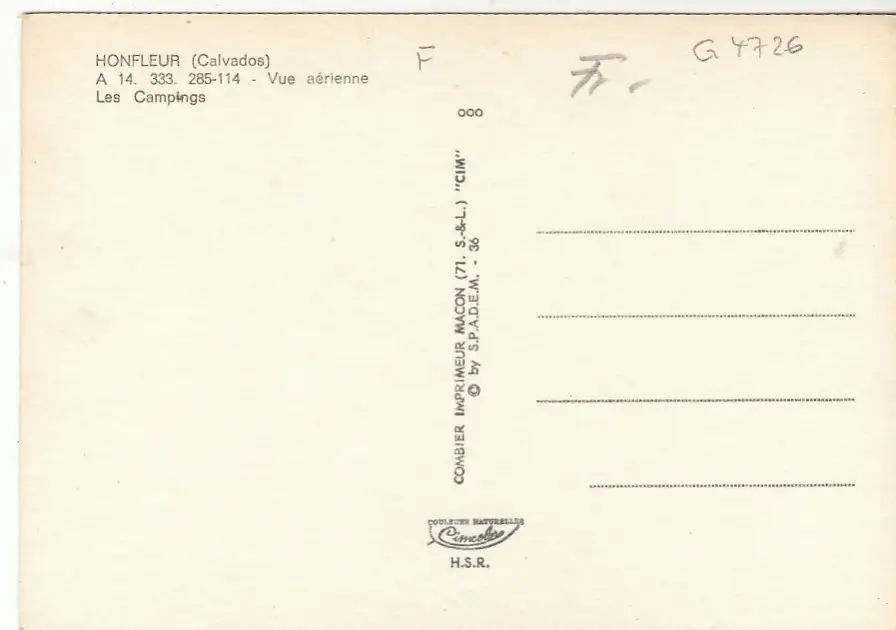 HONFLEUR (Calvados)
A 14. 333. 285-114 - Vue aérienne
Les Campings
F
Fr.
G 4726
000
COMBIER IMPRIMEUR MACON (71. S.-&-L.) "CIM"
© by S.P.A.D.E.M. - 36
COULEURS NATURELLES
Cimcolor
H.S.R.